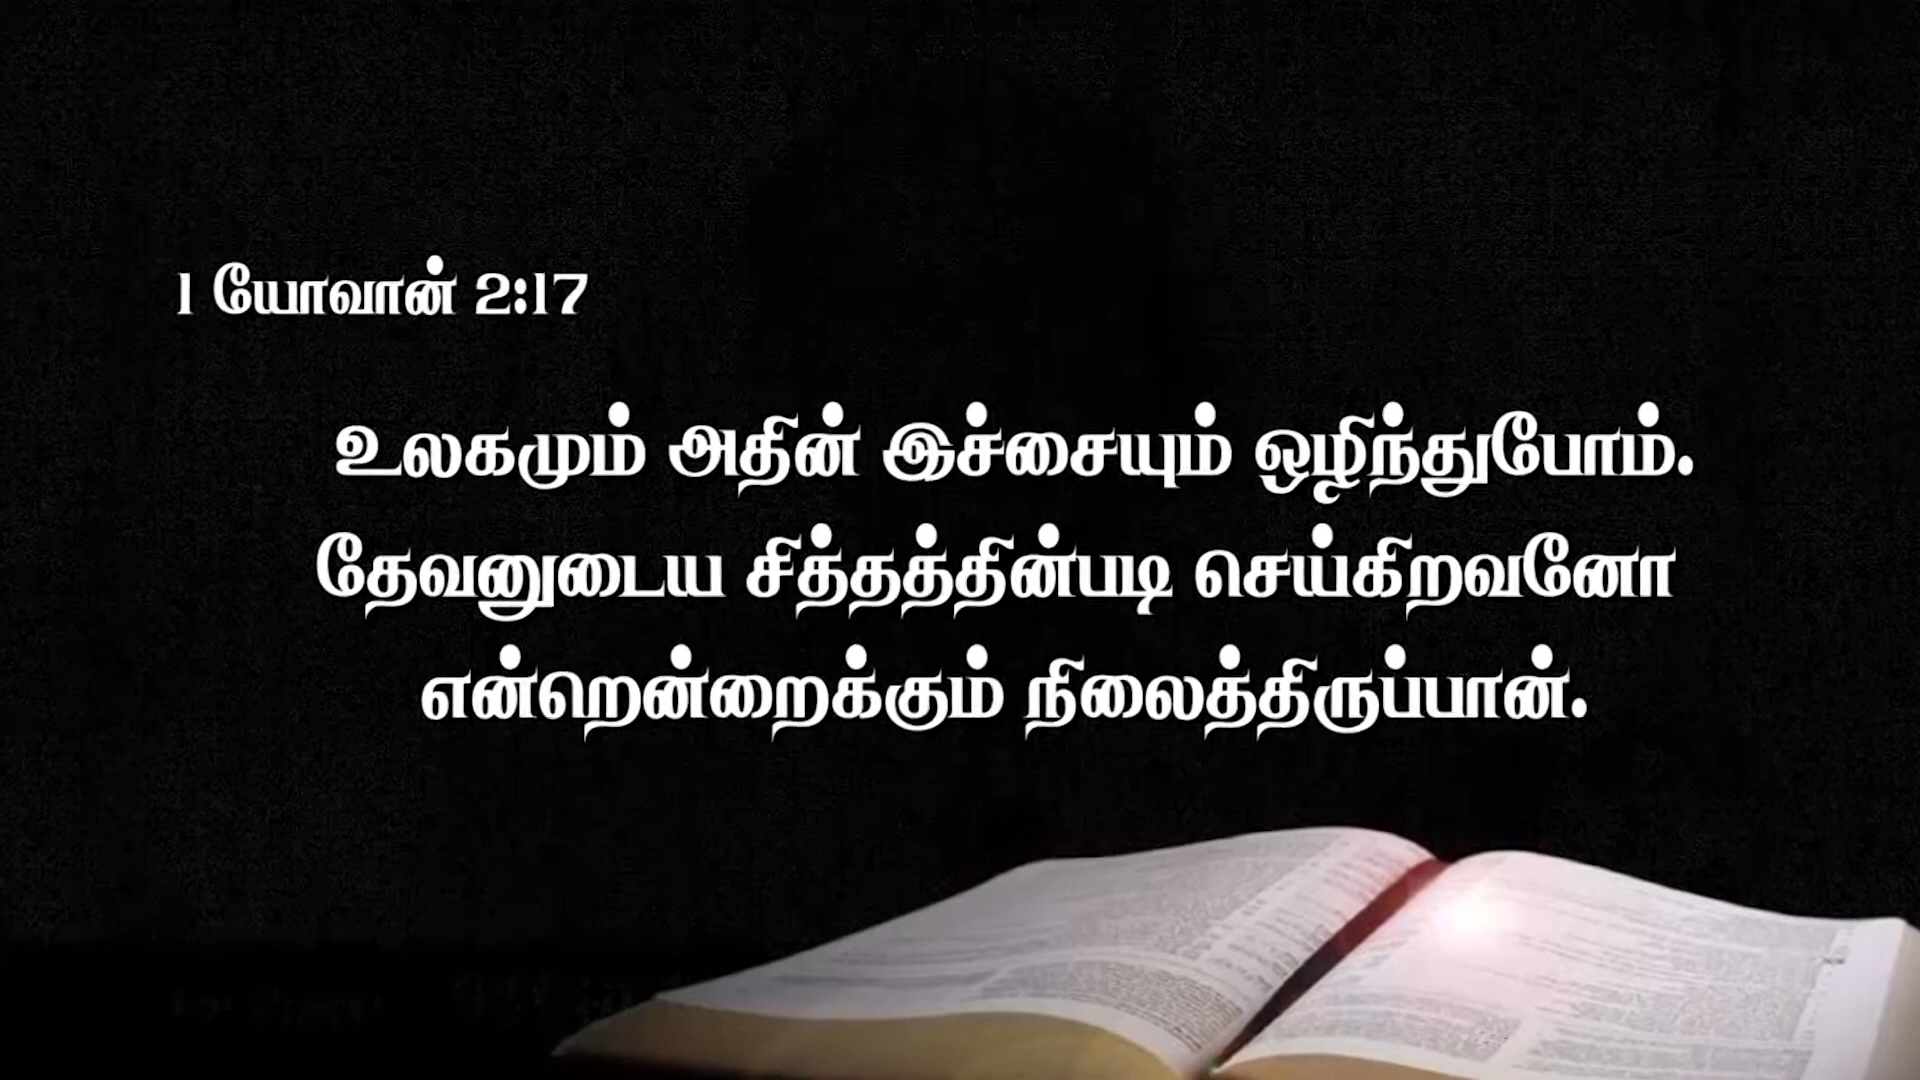 1 யோவான் 2:17
உலகமும் அதின் இச்சையும் ஒழிந்துபோம்.
தேவனுடைய சித்தத்தின்படி செய்கிறவனோ
என்றென்றைக்கும் நிலைத்திருப்பான்.